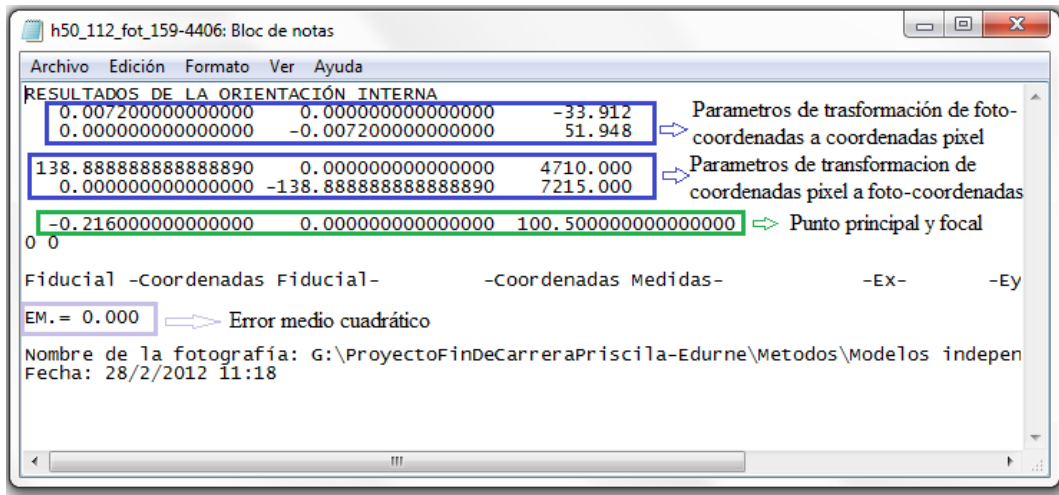 h50_112_fot_159-4406: Bloc de notas
Archivo Edición Formato Ver Ayuda
RESULTADOS DE LA ORIENTACIÓN INTERNA
0.007200000000000 0.000000000000000 -33.912
0.000000000000000 -0.007200000000000 51.948
Parametros de trasformación de foto-
coordenadas a coordenadas pixel
138.888888888888890 0.000000000000000 4710.000
0.000000000000000 -138.888888888888890 7215.000
Parametros de transformacion de
coordenadas pixel a foto-coordenadas
-0.216000000000000 0.000000000000000 100.500000000000000 Punto principal y focal
0 0
Fiducial -Coordenadas Fiducial- -Coordenadas Medidas- -Ex- -Ey
EM.= 0.000 Error medio cuadrático
Nombre de la fotografía: G:\ProyectoFinDeCarreraPriscila-Edurne\Metodos\Modelos indepen
Fecha: 28/2/2012 11:18